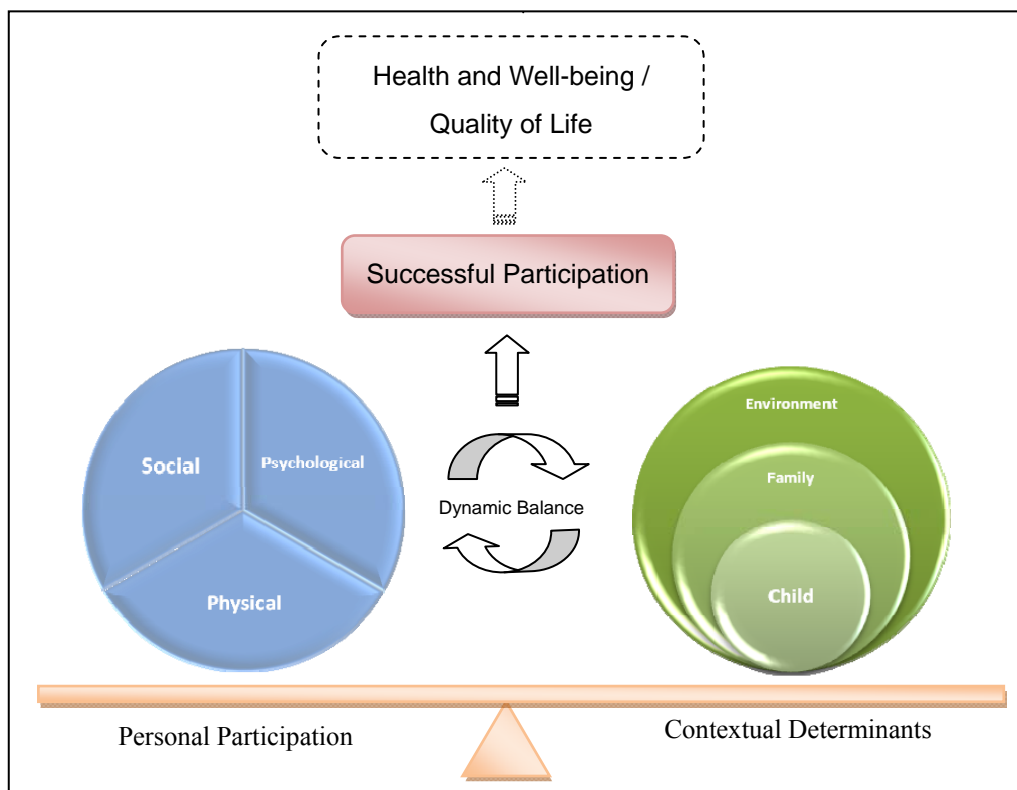 Health and Well-being /
Quality of Life
Successful Participation
Social
Psychological
Physical
Dynamic Balance
Environment
Family
Child
Personal Participation
Contextual Determinants